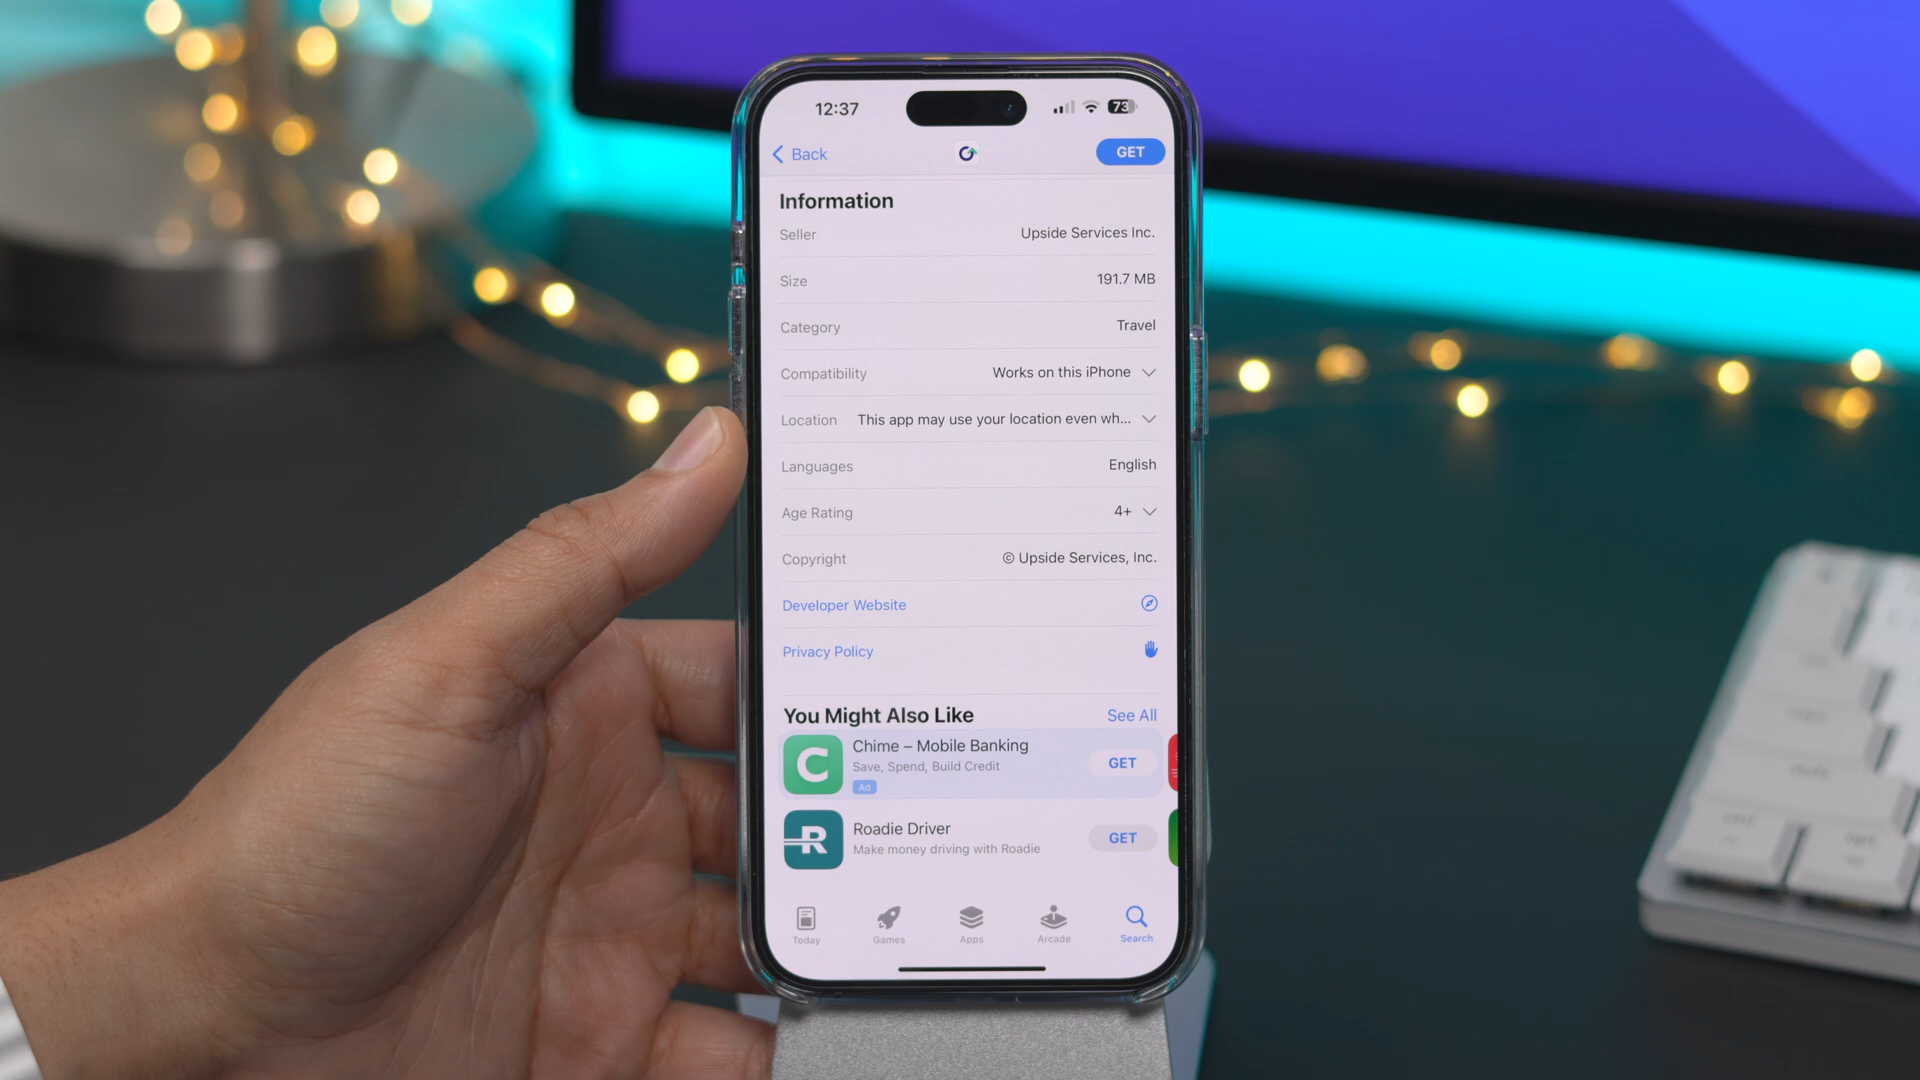 12:37
73
Back
GET
Information
Seller Upside Services Inc.
Size 191.7 MB
Category Travel
Compatibility Works on this iPhone
Location This app may use your location even wh...
Languages English
Age Rating 4+
Copyright © Upside Services, Inc.
Developer Website
Privacy Policy
You Might Also Like See All
C
Chime – Mobile Banking
Save, Spend, Build Credit
Ad
GET
R
Roadie Driver
Make money driving with Roadie
GET
Today Games Apps Arcade Search